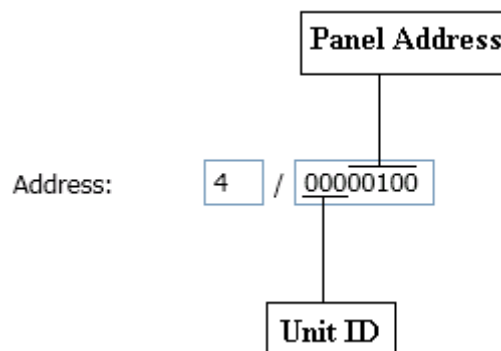 Panel Address
Address: 4 / 00000100
Unit ID